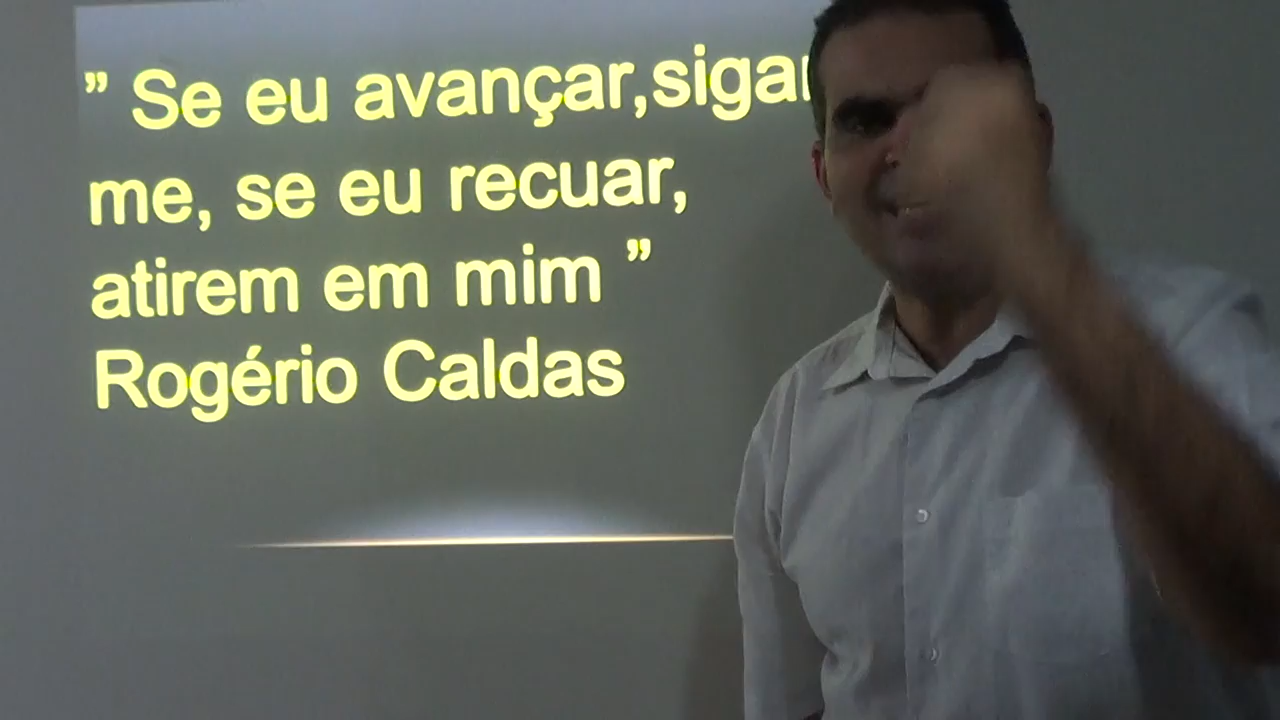 ” Se eu avançar,sigam
me, se eu recuar,
atirem em mim ”
Rogério Caldas